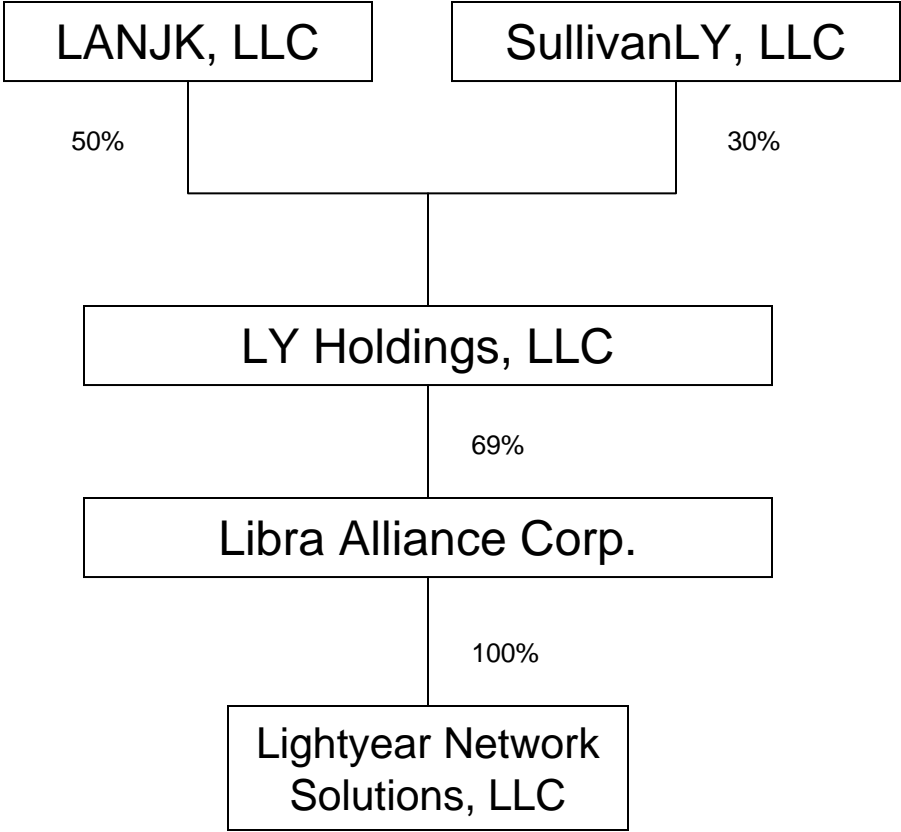 LANJK, LLC
SullivanLY, LLC
50%
30%
LY Holdings, LLC
69%
Libra Alliance Corp.
100%
Lightyear Network
Solutions, LLC